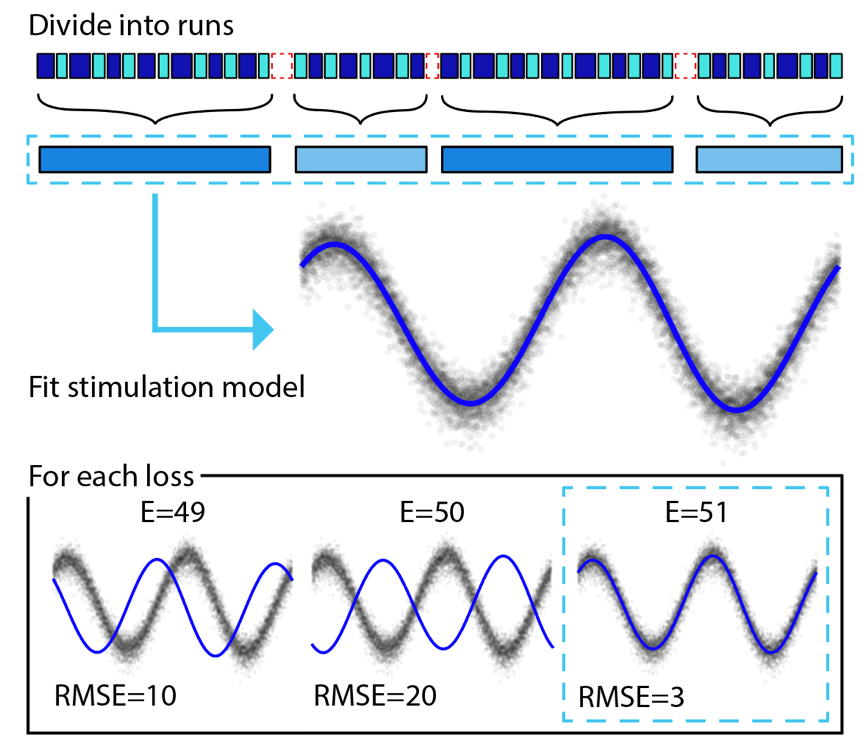 Divide into runs
Fit stimulation model
For each loss
E=49
E=50
E=51
RMSE=10
RMSE=20
RMSE=3